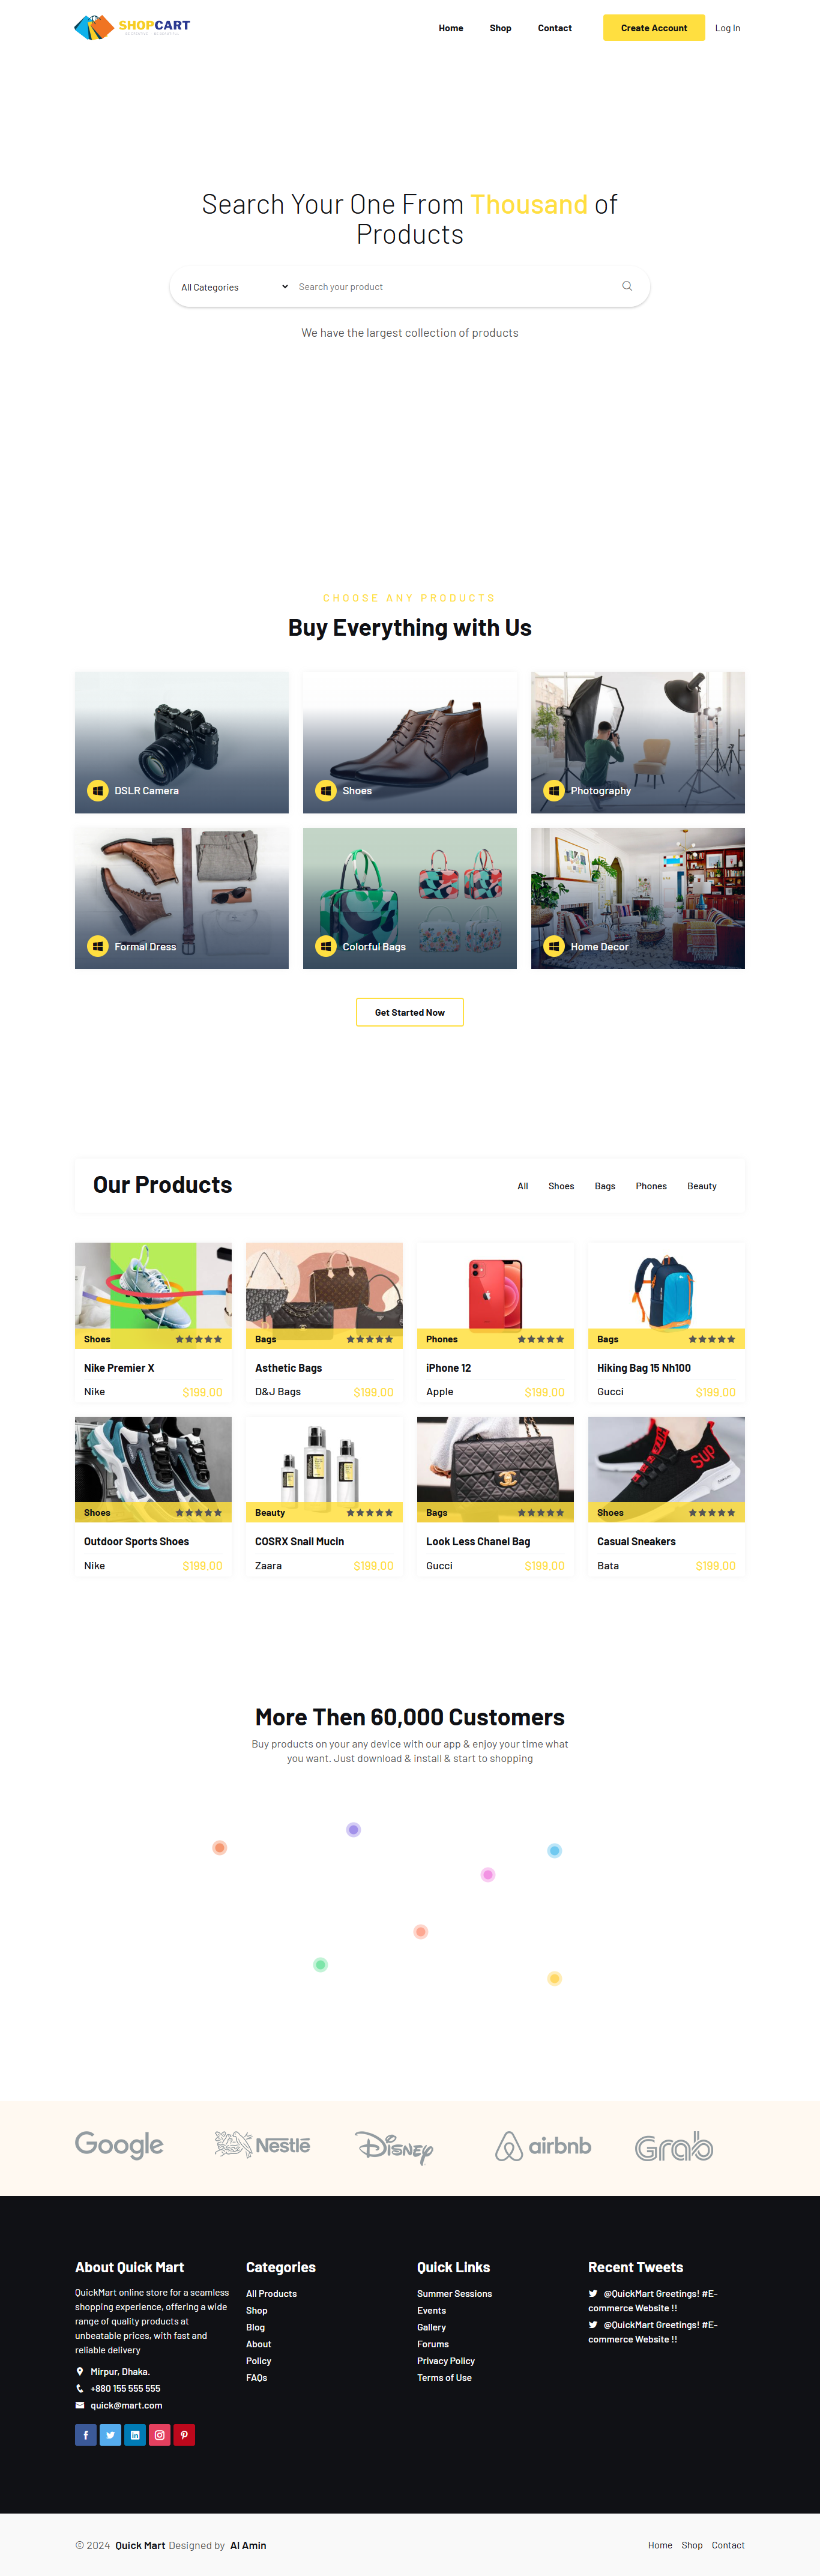 SHOPCART
Home Shop Contact Create Account Log In
Search Your One From Thousand of
Products
All Categories Search your product
We have the largest collection of products
CHOOSE ANY PRODUCTS
Buy Everything with Us
DSLR Camera Shoes Photography
Formal Dress Colorful Bags Home Decor
Get Started Now
Our Products All Shoes Bags Phones Beauty
Shoes Bags Phones Bags
Nike Premier X Asthetic Bags iPhone 12 Hiking Bag 15 Nh100
Nike $199.00 D&J Bags $199.00 Apple $199.00 Gucci $199.00
SUP
Shoes Beauty Bags Shoes
Outdoor Sports Shoes COSRX Snail Mucin Look Less Chanel Bag Casual Sneakers
Nike $199.00 Zaara $199.00 Gucci $199.00 Bata $199.00
More Then 60,000 Customers
Buy products on your any device with our app & enjoy your time what
you want. Just download & install & start to shopping
Google Nestlé Disney airbnb Grab
About Quick Mart
QuickMart online store for a seamless
shopping experience, offering a wide
range of quality products at
unbeatable prices, with fast and
reliable delivery
Mirpur, Dhaka.
+880 155 555 555
quick@mart.com
Categories
All Products
Shop
Blog
About
Policy
FAQs
Quick Links
Summer Sessions
Events
Gallery
Forums
Privacy Policy
Terms of Use
Recent Tweets
@QuickMart Greetings! #E-
commerce Website !!
@QuickMart Greetings! #E-
commerce Website !!
© 2024 Quick Mart Designed by Al Amin Home Shop Contact